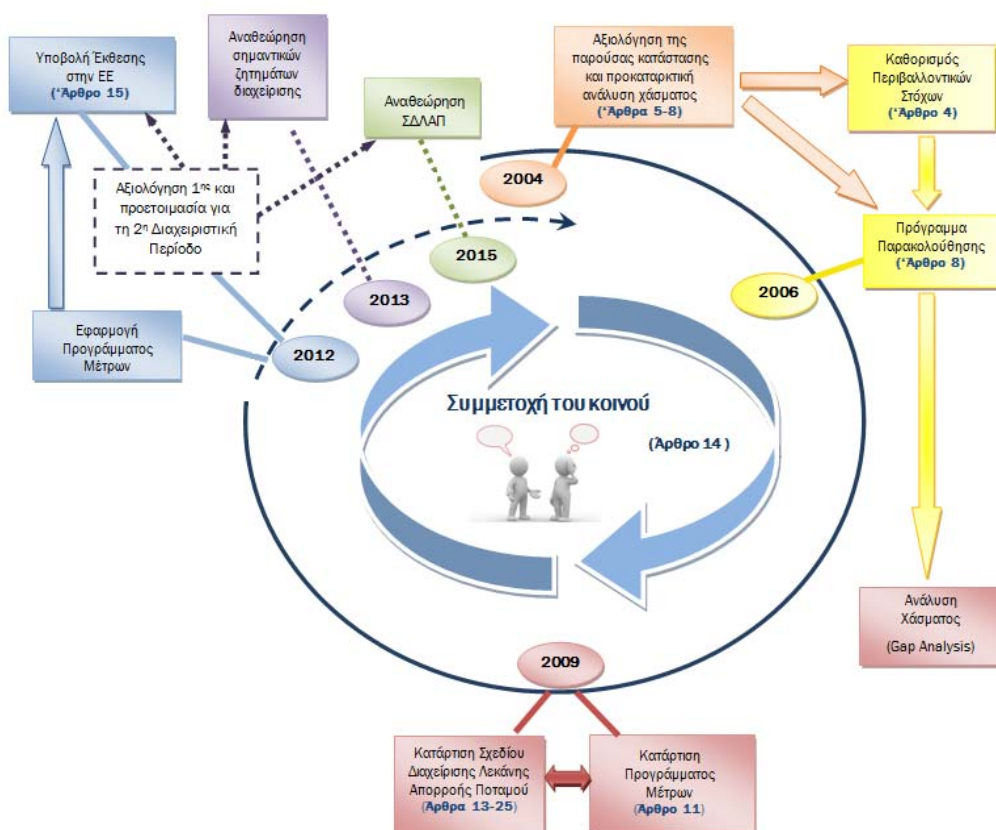 Υποβολή Έκθεσης
στην ΕΕ
(‘Άρθρο 15)
Αναθεώρηση
σημαντικών
ζητημάτων
διαχείρισης
Αναθεώρηση
ΣΔΛΑΠ
Αξιολόγηση της
παρούσας κατάστασης
και προκαταρκτική
ανάλυση χάσματος
(‘Άρθρα 5-8)
Καθορισμός
Περιβαλλοντικών
Στόχων
(‘Άρθρο 4)
Αξιολόγηση 1ης και
προετοιμασία για
τη 2η Διαχειριστική
Περίοδο
2004
2015
2013
2012
2006
Πρόγραμμα
Παρακολούθησης
(‘Άρθρο 8)
Εφαρμογή
Προγράμματος
Μέτρων
Συμμετοχή του κοινού
(Άρθρο 14 )
Ανάλυση
Χάσματος
(Gap Analysis)
2009
Κατάρτιση Σχεδίου
Διαχείρισης Λεκάνης
Απορροής Ποταμού
(Άρθρα 13-25)
Κατάρτιση
Προγράμματος
Μέτρων
(Άρθρο 11)